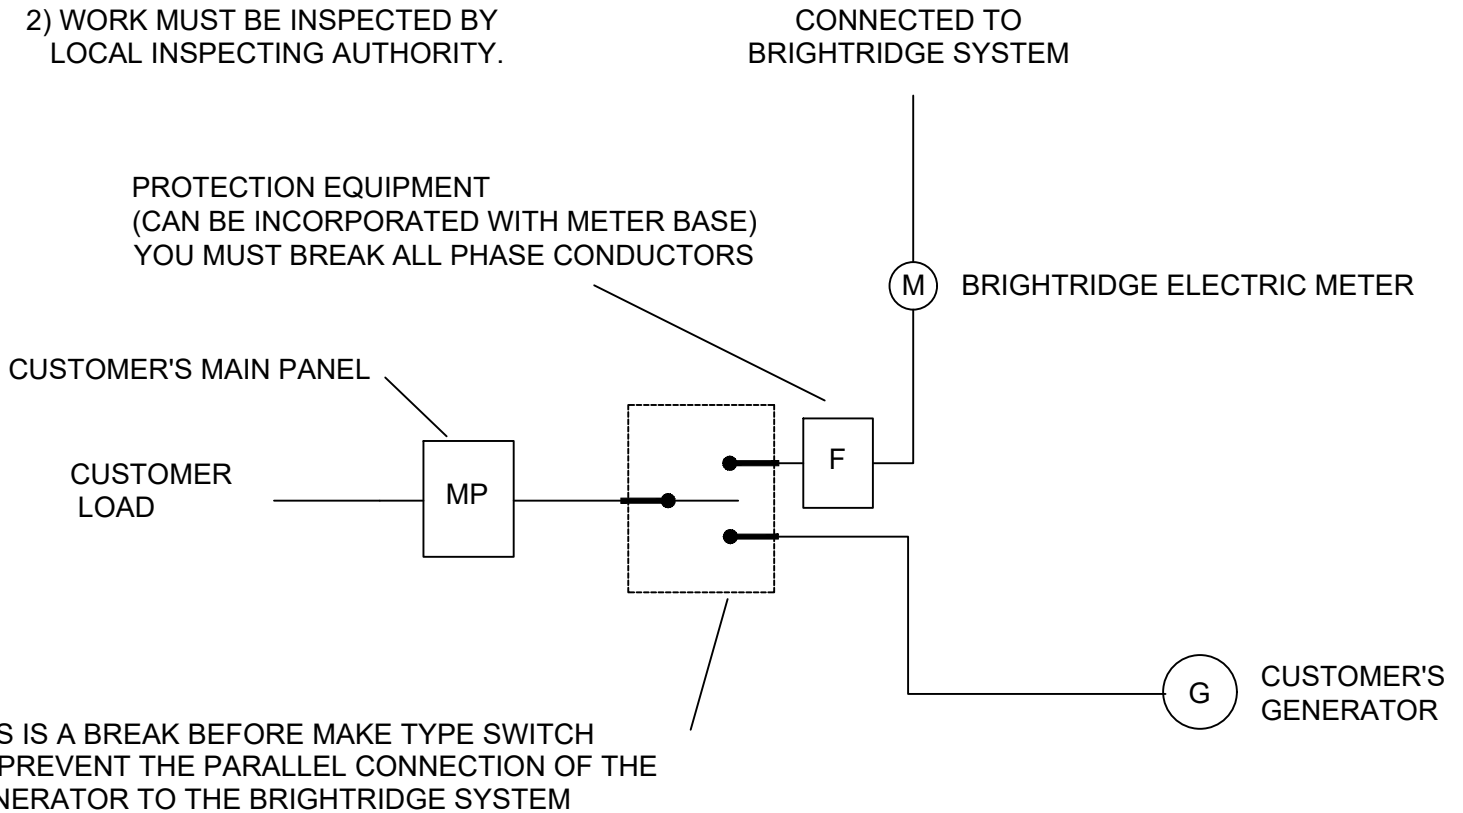 2) WORK MUST BE INSPECTED BY
LOCAL INSPECTING AUTHORITY.
CONNECTED TO
BRIGHTRIDGE SYSTEM
PROTECTION EQUIPMENT
(CAN BE INCORPORATED WITH METER BASE)
YOU MUST BREAK ALL PHASE CONDUCTORS
M
BRIGHTRIDGE ELECTRIC METER
CUSTOMER'S MAIN PANEL
F
CUSTOMER
LOAD
MP
G
CUSTOMER'S
GENERATOR
S IS A BREAK BEFORE MAKE TYPE SWITCH
PREVENT THE PARALLEL CONNECTION OF THE
NERATOR TO THE BRIGHTRIDGE SYSTEM